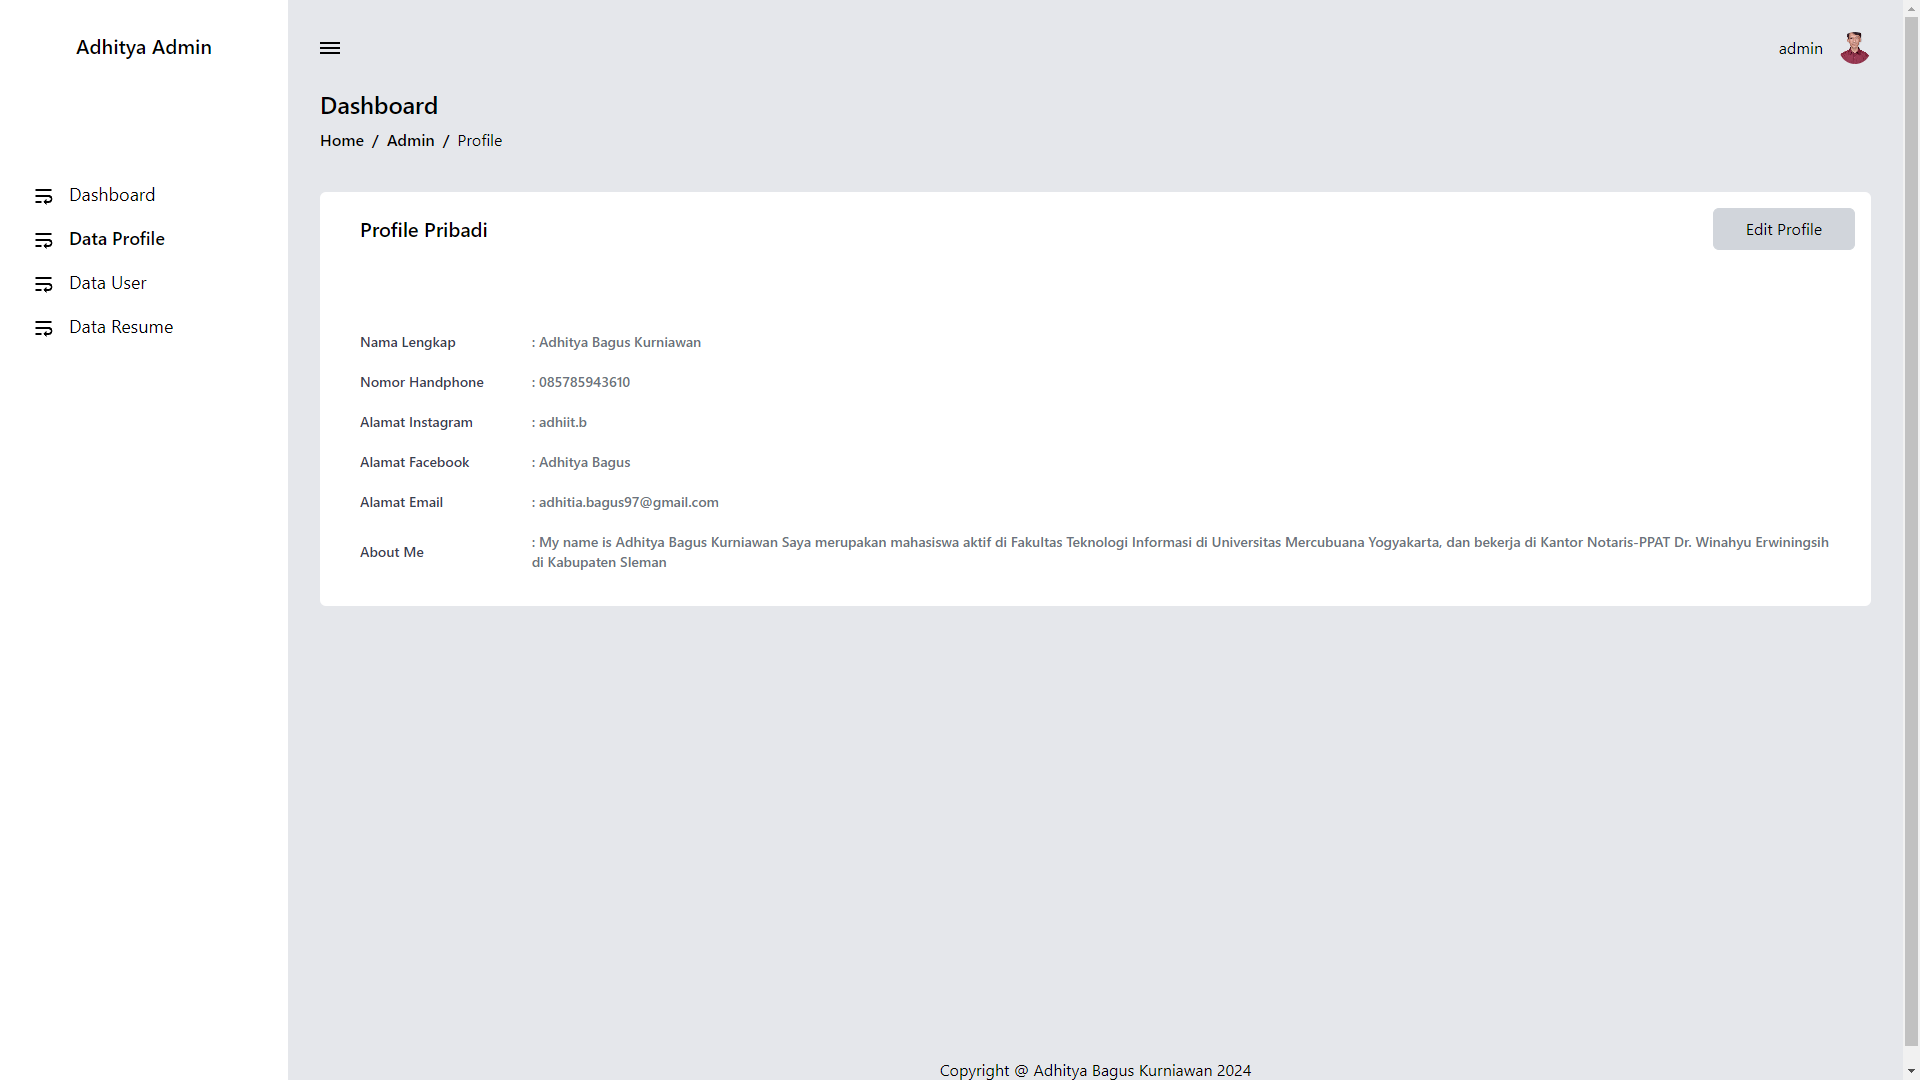 Adhitya Admin
admin
Dashboard
Home / Admin / Profile
Dashboard
Data Profile
Data User
Data Resume
Profile Pribadi
Edit Profile
Nama Lengkap : Adhitya Bagus Kurniawan
Nomor Handphone : 085785943610
Alamat Instagram : adhiit.b
Alamat Facebook : Adhitya Bagus
Alamat Email : adhitia.bagus97@gmail.com
About Me : My name is Adhitya Bagus Kurniawan Saya merupakan mahasiswa aktif di Fakultas Teknologi Informasi di Universitas Mercubuana Yogyakarta, dan bekerja di Kantor Notaris-PPAT Dr. Winahyu Erwiningsih
di Kabupaten Sleman
Copyright @ Adhitya Bagus Kurniawan 2024